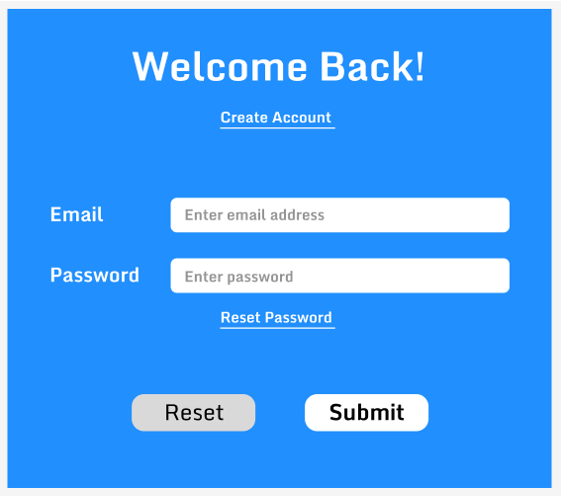 Welcome Back!
Create Account
Email
Enter email address
Password
Enter password
Reset Password
Reset
Submit